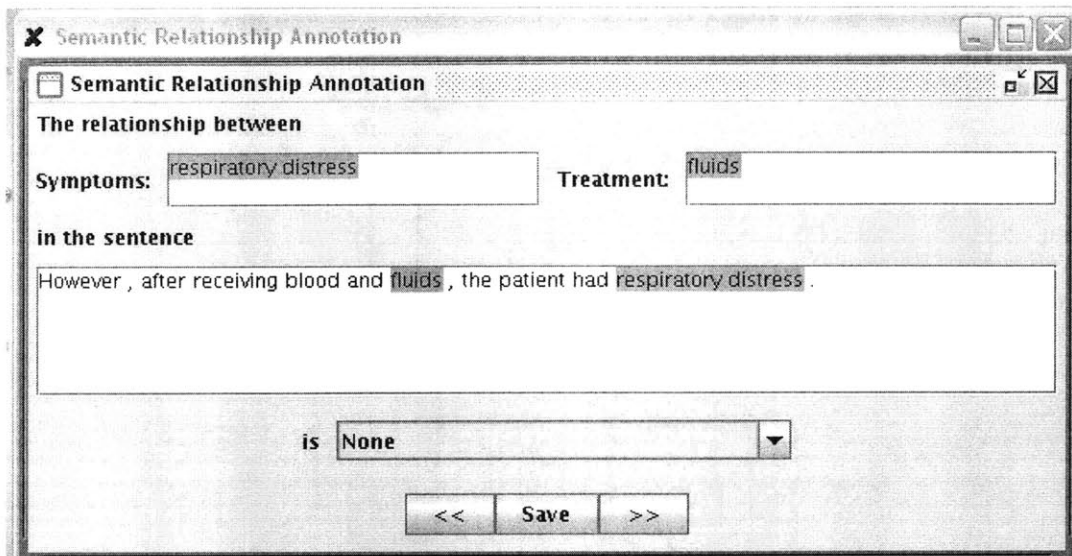 X Semantic Relationship Annotation
Semantic Relationship Annotation
The relationship between
Symptoms: respiratory distress Treatment: fluids
in the sentence
However , after receiving blood and fluids , the patient had respiratory distress .
is None
<< Save >>